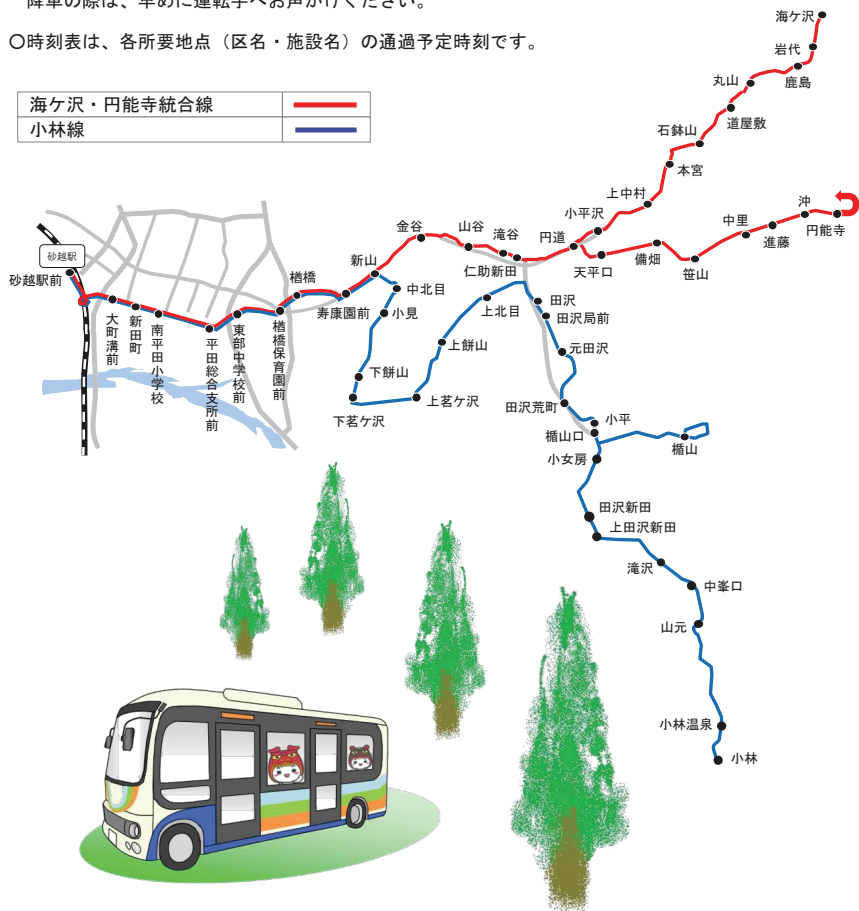 降車の際は、早めに運転手へお声がけください。
〇時刻表は、各所要地点（区名・施設名）の通過予定時刻です。
海ケ沢・円能寺統合線
小林線
海ケ沢
岩代
鹿島
丸山
道屋敷
石鉢山
本宮
上中村
小平沢
円道
天平口
備畑
笹山
中里
進藤
沖
円能寺
金谷
山谷
滝谷
仁助新田
新山
楢橋
寿康園前
砂越駅
砂越駅前
大町溝前
新田町
南平田小学校
平田総合支所前
東部中学校前
楢橋保育園前
中北目
小見
下餅山
下茗ケ沢
上茗ケ沢
上餅山
上北目
田沢
田沢局前
元田沢
田沢荒町
小平
楯山口
楯山
小女房
田沢新田
上田沢新田
滝沢
中峯口
山元
小林温泉
小林